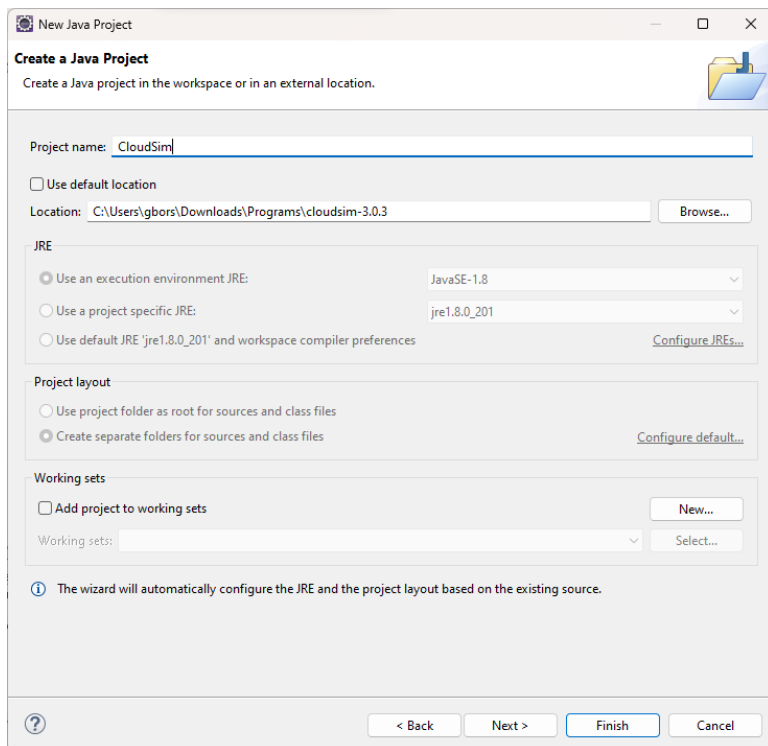 New Java Project
Create a Java Project
Create a Java project in the workspace or in an external location.
Project name: CloudSim
Use default location
Location: C:\Users\gbors\Downloads\Programs\cloudsim-3.0.3 Browse...
JRE
Use an execution environment JRE: JavaSE-1.8
Use a project specific JRE: jre1.8.0_201
Use default JRE 'jre1.8.0_201' and workspace compiler preferences Configure JREs...
Project layout
Use project folder as root for sources and class files
Create separate folders for sources and class files Configure default...
Working sets
Add project to working sets New...
Working sets: Select...
The wizard will automatically configure the JRE and the project layout based on the existing source.
? < Back Next > Finish Cancel